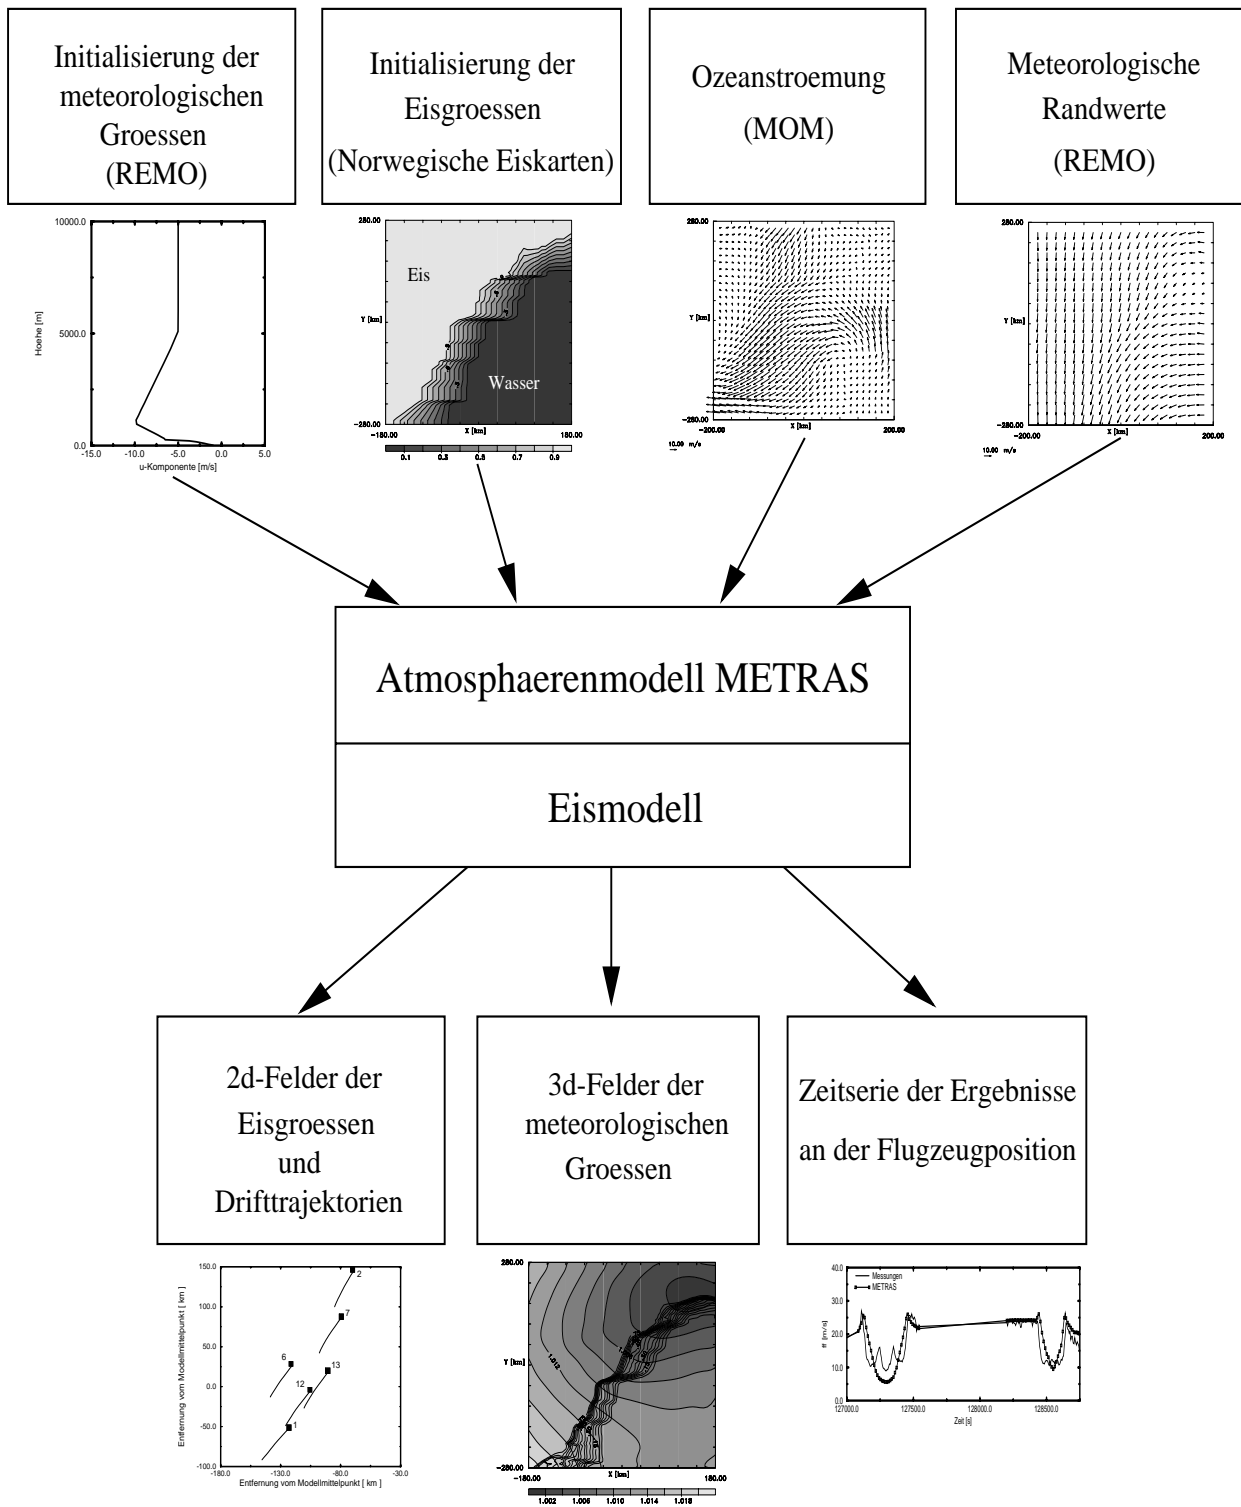 Initialisierung der
meteorologischen
Groessen
(REMO)
Initialisierung der
Eisgroessen
(Norwegische Eiskarten)
Ozeanstroemung
(MOM)
Meteorologische
Randwerte
(REMO)
10000.0
5000.0
0.0
Hoehe [m]
-15.0 -10.0 -5.0 0.0 5.0
u-Komponente [m/s]
280.00
Eis
Y [km]
Wasser
-280.00
-180.00 X [km] 180.00
0.1 0.3 0.5 0.7 0.9
280.00
Y [km]
-280.00
-200.00 X [km] 200.00
10.00 m/s
280.00
Y [km]
-280.00
-200.00 X [km] 200.00
10.00 m/s
Atmosphaerenmodell METRAS
Eismodell
2d-Felder der
Eisgroessen
und
Drifttrajektorien
3d-Felder der
meteorologischen
Groessen
Zeitserie der Ergebnisse
an der Flugzeugposition
150.0
100.0
50.0
0.0
-50.0
-100.0
Entfernung vom Modellmittelpunkt [ km ]
2
7
6
13
12
1
-180.0 -130.0 -80.0 -30.0
Entfernung vom Modellmittelpunkt [ km ]
280.00
1.012
Y [km]
-280.00
-180.00 X [km] 180.00
1.002 1.006 1.010 1.014 1.018
40.0
30.0
20.0
10.0
0.0
ff [m/s]
Messungen
METRAS
127000.0 127500.0 128000.0 128500.0
Zeit [s]